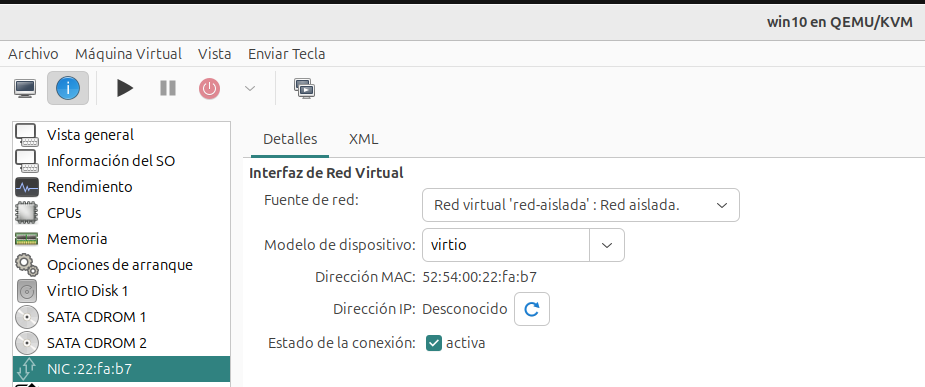 win10 en QEMU/KVM
Archivo Máquina Virtual Vista Enviar Tecla
Vista general
Información del SO
Rendimiento
CPUs
Memoria
Opciones de arranque
VirtIO Disk 1
SATA CDROM 1
SATA CDROM 2
NIC :22:fa:b7
Detalles XML
Interfaz de Red Virtual
Fuente de red: Red virtual 'red-aislada' : Red aislada.
Modelo de dispositivo: virtio
Dirección MAC: 52:54:00:22:fa:b7
Dirección IP: Desconocido
Estado de la conexión: activa